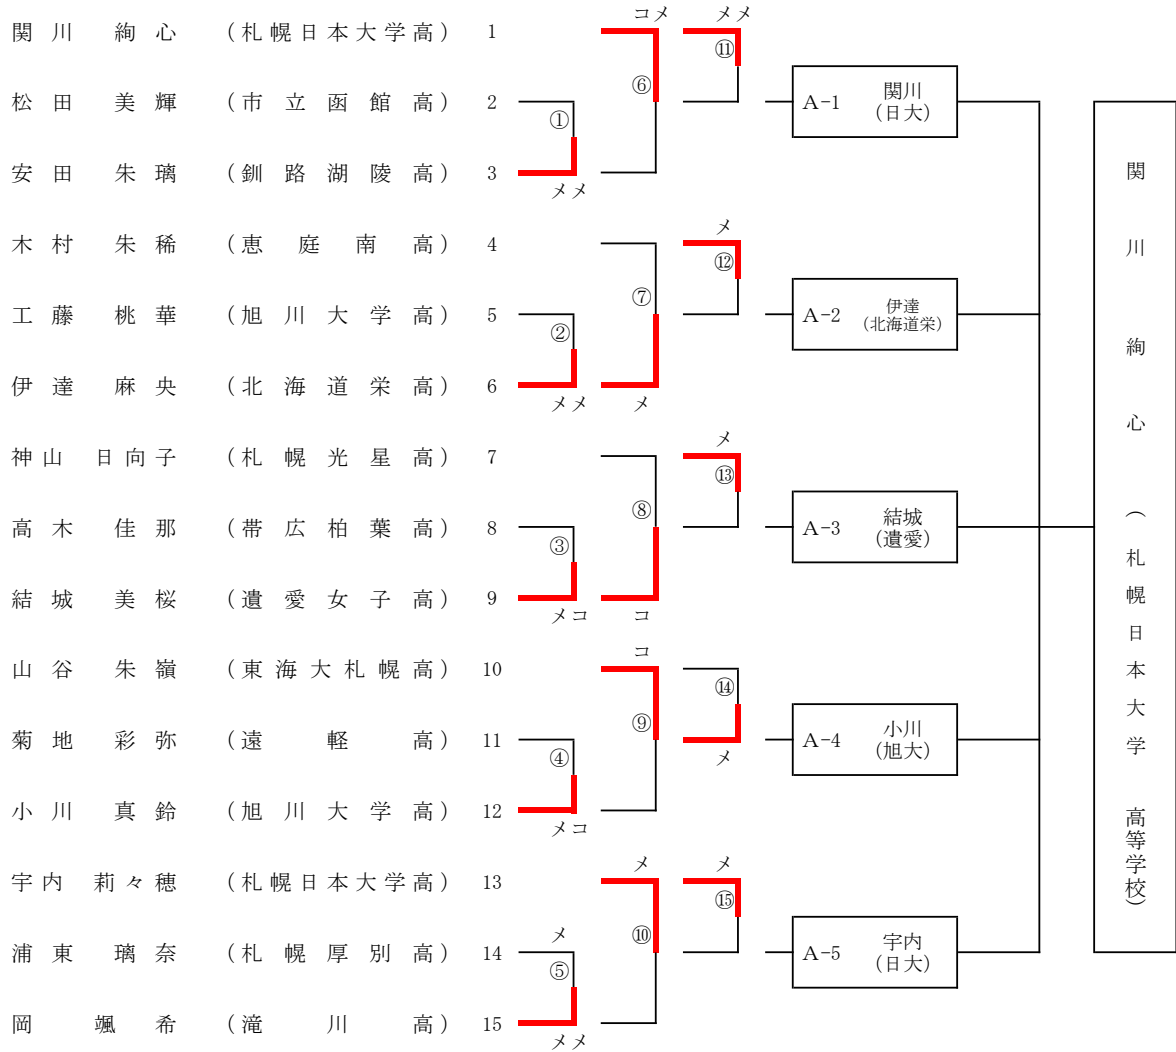 コメ メメ
関川 絢心 (札幌日本大学高) 1
⑪
⑥
松田 美輝 (市立函館高) 2
A-1 関川
(日大)
①
安田 朱璃 (釧路湖陵高) 3
メメ
メ
木村 朱稀 (恵庭南高) 4
⑫
⑦
工藤 桃華 (旭川大学高) 5
A-2 伊達
(北海道栄)
②
伊達 麻央 (北海道栄高) 6
メメ メ
メ
神山 日向子 (札幌光星高) 7
⑬
⑧
高木 佳那 (帯広柏葉高) 8
A-3 結城
(遺愛)
③
結城 美桜 (遺愛女子高) 9
メコ コ
コ
山谷 朱嶺 (東海大札幌高) 10
⑭
⑨
菊地 彩弥 (遠軽高) 11
A-4 小川
(旭大)
④
メ
小川 真鈴 (旭川大学高) 12
メコ
メ メ
宇内 莉々穂 (札幌日本大学高) 13
⑮
メ ⑩
浦東 璃奈 (札幌厚別高) 14
A-5 宇内
(日大)
⑤
岡 颯希 (滝川高) 15
メメ
関川絢心(札幌日本大学 高等学校)